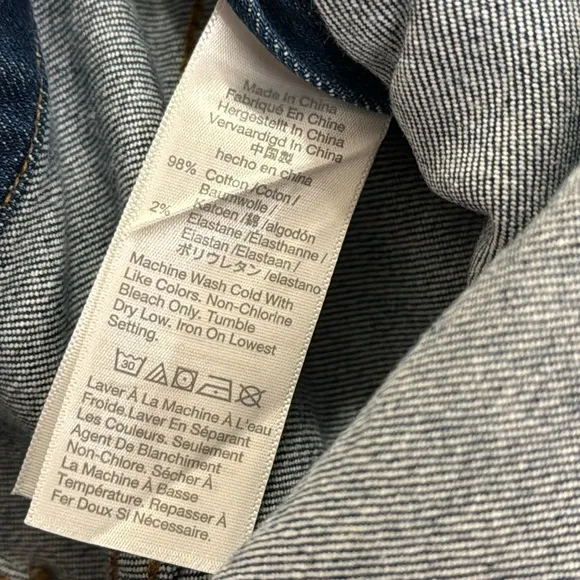 Made In China
Fabriqué En Chine
Hergestellt In China
Vervaardigd In China
中国製
hecho en china
98% Cotton / Coton /
Baumwolle /
Katoen / 綿 / algodón
2% Elastane / Élasthanne /
Elastan / Elastaan /
ポリウレタン / elastano
Machine Wash Cold With
Like Colors. Non-Chlorine
Bleach Only. Tumble
Dry Low. Iron On Lowest
Setting.
30
Laver À La Machine À L'eau
Froide. Laver En Séparant
Les Couleurs. Seulement
Agent De Blanchiment
Non-Chlore. Sécher À
La Machine À Basse
Température. Repasser À
Fer Doux Si Nécessaire.